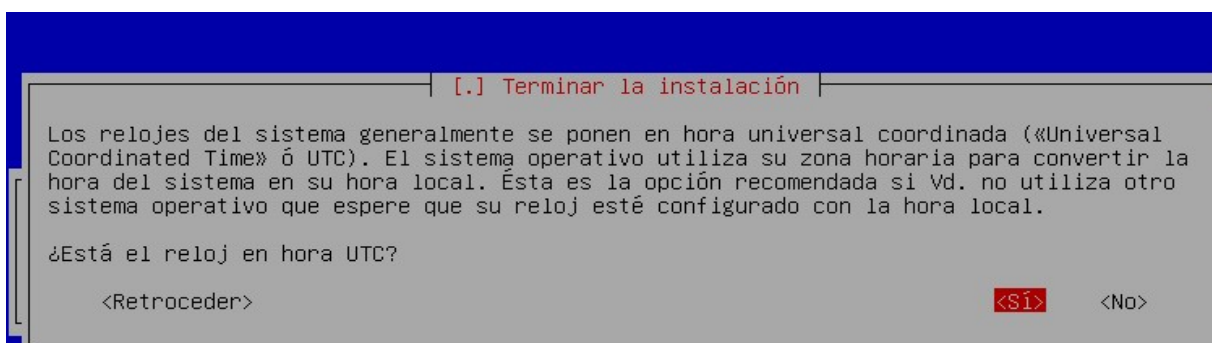 [.] Terminar la instalación
Los relojes del sistema generalmente se ponen en hora universal coordinada («Universal
Coordinated Time» ó UTC). El sistema operativo utiliza su zona horaria para convertir la
hora del sistema en su hora local. Ésta es la opción recomendada si Vd. no utiliza otro
sistema operativo que espere que su reloj esté configurado con la hora local.
¿Está el reloj en hora UTC?
<Retroceder> <Sí> <No>